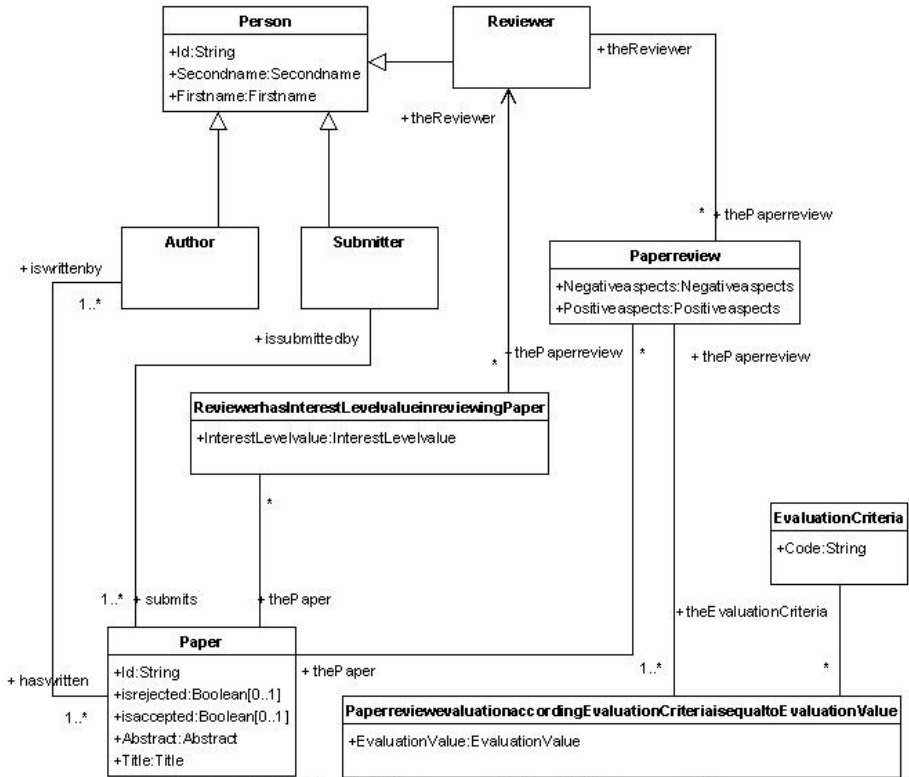 Person
+Id:String
+Secondname:Secondname
+Firstname:Firstname
Reviewer
+theReviewer
+ theReviewer
* + thePaperreview
Author
Submitter
Paperreview
+Negativeaspects:Negativeaspects
+Positiveaspects:Positiveaspects
+ iswrittenby
1..*
+ issubmittedby
+thePaperreview
*
*
+ thePaperreview
ReviewerhasInterestLevelvalueinreviewingPaper
+InterestLevelvalue:InterestLevelvalue
*
EvaluationCriteria
+Code:String
1..* + submits
+ thePaper
+ theEvaluationCriteria
Paper
+Id:String
+isrejected:Boolean[0..1]
+isaccepted:Boolean[0..1]
+Abstract:Abstract
+Title:Title
+ haswritten
1..*
+ thePaper
1..*
*
PaperreviewevaluationaccordingEvaluationCriteriaisequaltoEvaluationValue
+EvaluationValue:EvaluationValue